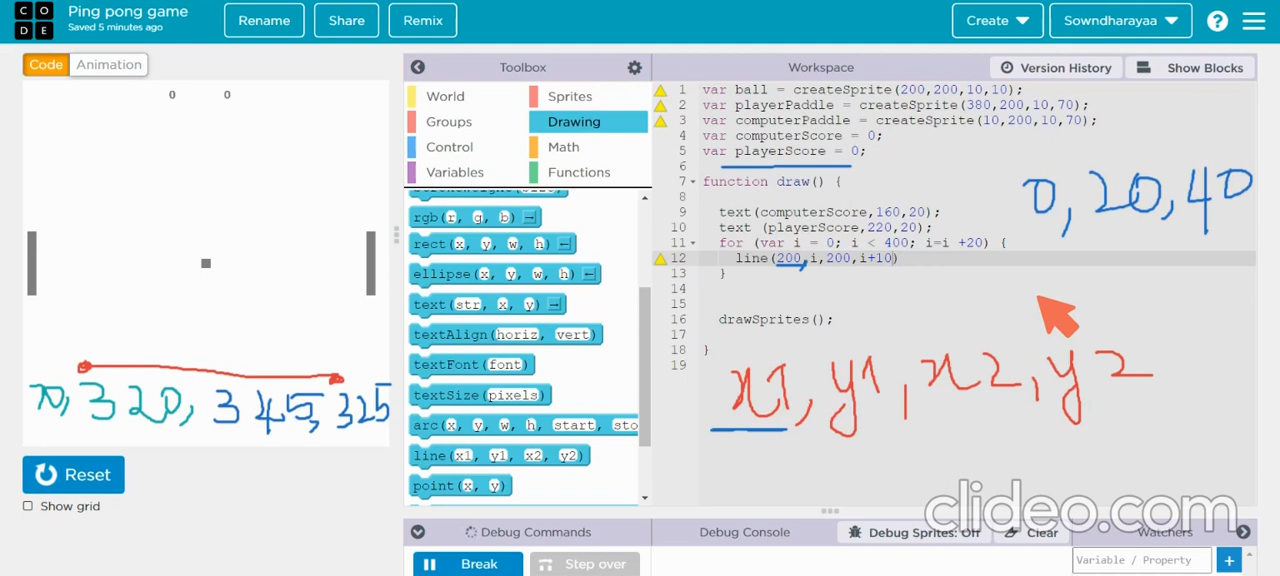 CODE
Ping pong game
Saved 5 minutes ago
Rename
Share
Remix
Create
Sowndharayaa
?
Code
Animation
0 0
Toolbox
Workspace
Version History
Show Blocks
World
Sprites
Groups
Drawing
Control
Math
Variables
Functions
rgb(r, g, b)
rect(x, y, w, h)
ellipse(x, y, w, h)
text(str, x, y)
textAlign(horiz, vert)
textFont(font)
textSize(pixels)
arc(x, y, w, h, start, sto
line(x1, y1, x2, y2)
point(x, y)
1 var ball = createSprite(200,200,10,10);
2 var playerPaddle = createSprite(380,200,10,70);
3 var computerPaddle = createSprite(10,200,10,70);
4 var computerScore = 0;
5 var playerScore = 0;
6
7 function draw() {
8
9 text(computerScore,160,20);
10 text (playerScore,220,20);
11 for (var i = 0; i < 400; i=i +20) {
12 line(200,i,200,i+10)
13 }
14
15
16 drawSprites();
17
18 }
19
0, 20, 40
x1, y1, x2, y2
320, 345, 325
Reset
Show grid
Debug Commands
Debug Console
Debug Sprites: Off
Clear
Watchers
Break
Step over
Variable / Property
+
clideo.com